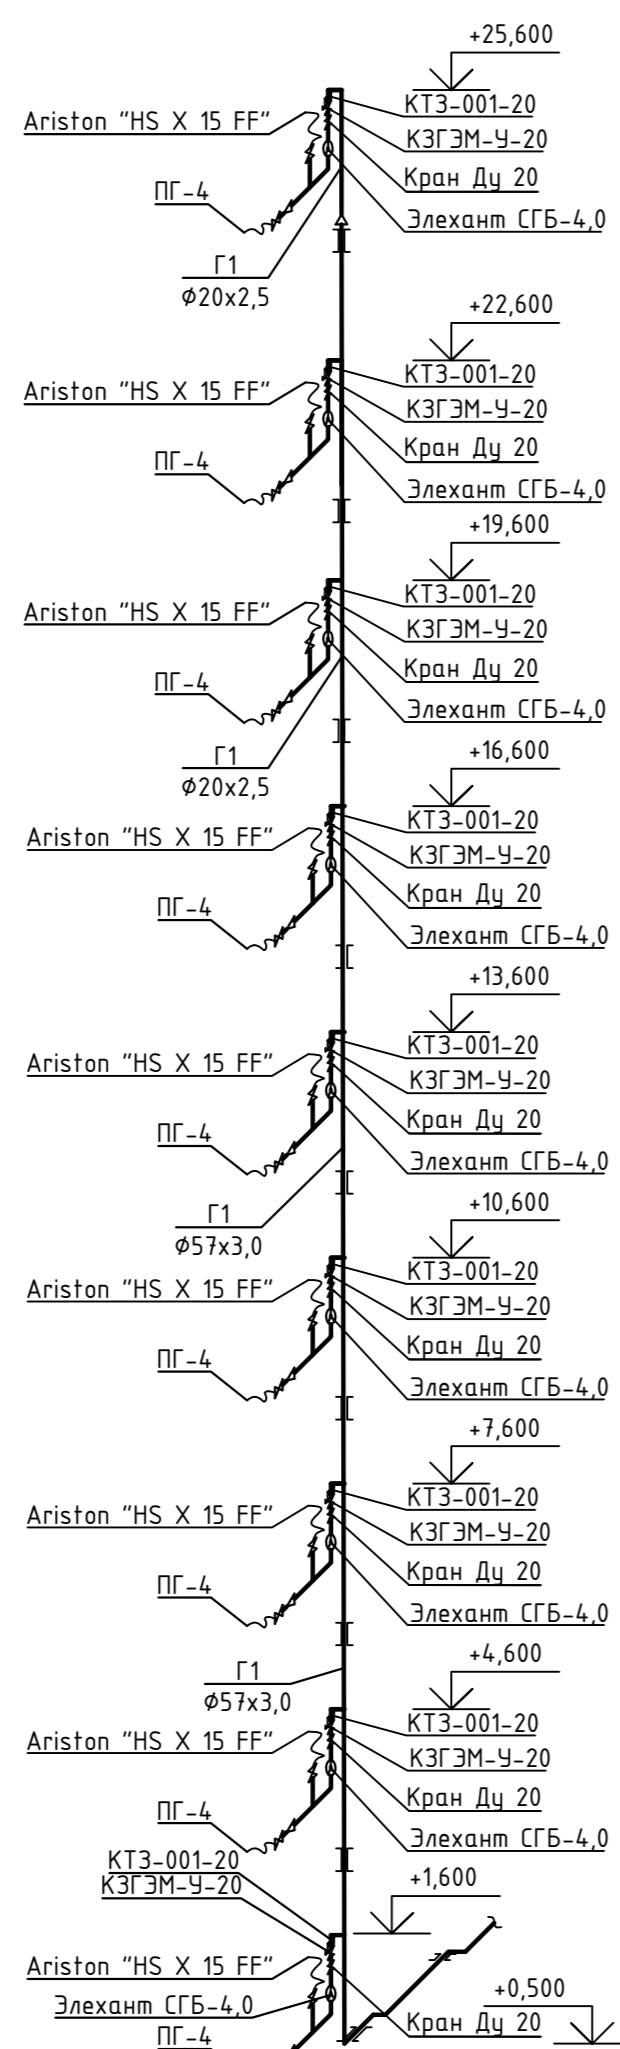 +25,600
КТЗ-001-20
Ariston "HS X 15 FF"
КЗГЭМ-У-20
Кран Ду 20
ПГ-4
Элехант СГБ-4,0
Г1
Ф20х2,5
+22,600
КТЗ-001-20
Ariston "HS X 15 FF"
КЗГЭМ-У-20
Кран Ду 20
ПГ-4
Элехант СГБ-4,0
+19,600
КТЗ-001-20
Ariston "HS X 15 FF"
КЗГЭМ-У-20
Кран Ду 20
ПГ-4
Элехант СГБ-4,0
Г1
Ф20х2,5
+16,600
КТЗ-001-20
Ariston "HS X 15 FF"
КЗГЭМ-У-20
Кран Ду 20
ПГ-4
Элехант СГБ-4,0
+13,600
КТЗ-001-20
Ariston "HS X 15 FF"
КЗГЭМ-У-20
Кран Ду 20
ПГ-4
Элехант СГБ-4,0
Г1
Ф57х3,0
+10,600
КТЗ-001-20
Ariston "HS X 15 FF"
КЗГЭМ-У-20
Кран Ду 20
ПГ-4
Элехант СГБ-4,0
+7,600
КТЗ-001-20
Ariston "HS X 15 FF"
КЗГЭМ-У-20
Кран Ду 20
ПГ-4
Элехант СГБ-4,0
Г1
Ф57х3,0
+4,600
КТЗ-001-20
Ariston "HS X 15 FF"
КЗГЭМ-У-20
Кран Ду 20
ПГ-4
Элехант СГБ-4,0
КТЗ-001-20
КЗГЭМ-У-20
+1,600
Ariston "HS X 15 FF"
+0,500
Элехант СГБ-4,0
Кран Ду 20
ПГ-4